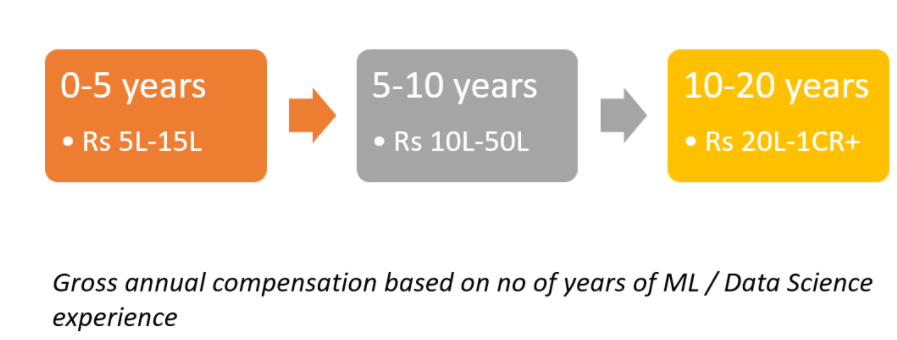 0-5 years
• Rs 5L-15L
5-10 years
• Rs 10L-50L
10-20 years
• Rs 20L-1CR+
Gross annual compensation based on no of years of ML / Data Science
experience